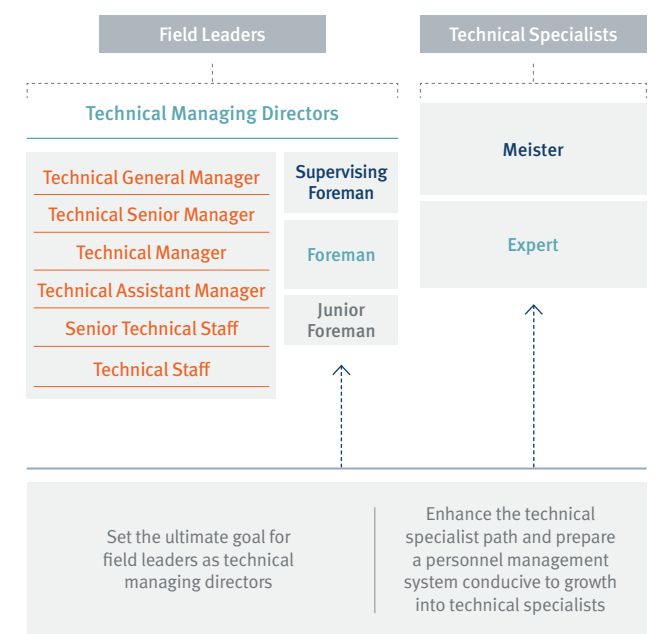 Field Leaders
Technical Specialists
Technical Managing Directors
Technical General Manager
Technical Senior Manager
Technical Manager
Technical Assistant Manager
Senior Technical Staff
Technical Staff
Supervising
Foreman
Foreman
Junior
Foreman
Meister
Expert
Set the ultimate goal for
field leaders as technical
managing directors
Enhance the technical
specialist path and prepare
a personnel management
system conducive to growth
into technical specialists